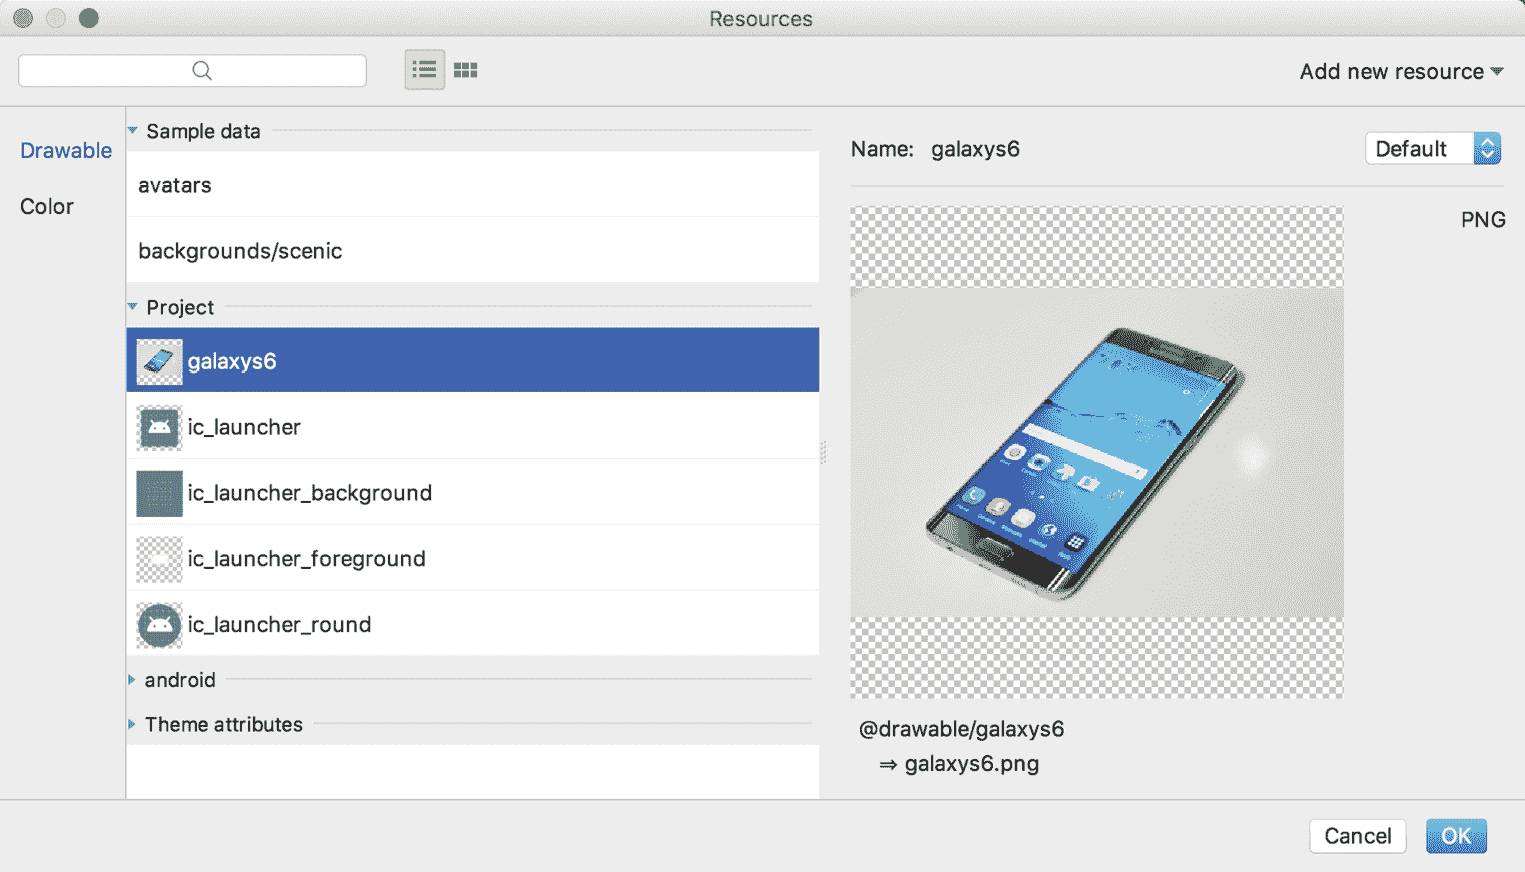 Resources
Add new resource
Drawable
Color
Sample data
avatars
backgrounds/scenic
Project
galaxys6
ic_launcher
ic_launcher_background
ic_launcher_foreground
ic_launcher_round
android
Theme attributes
Name: galaxys6
Default
PNG
@drawable/galaxys6
⇒ galaxys6.png
Cancel
OK